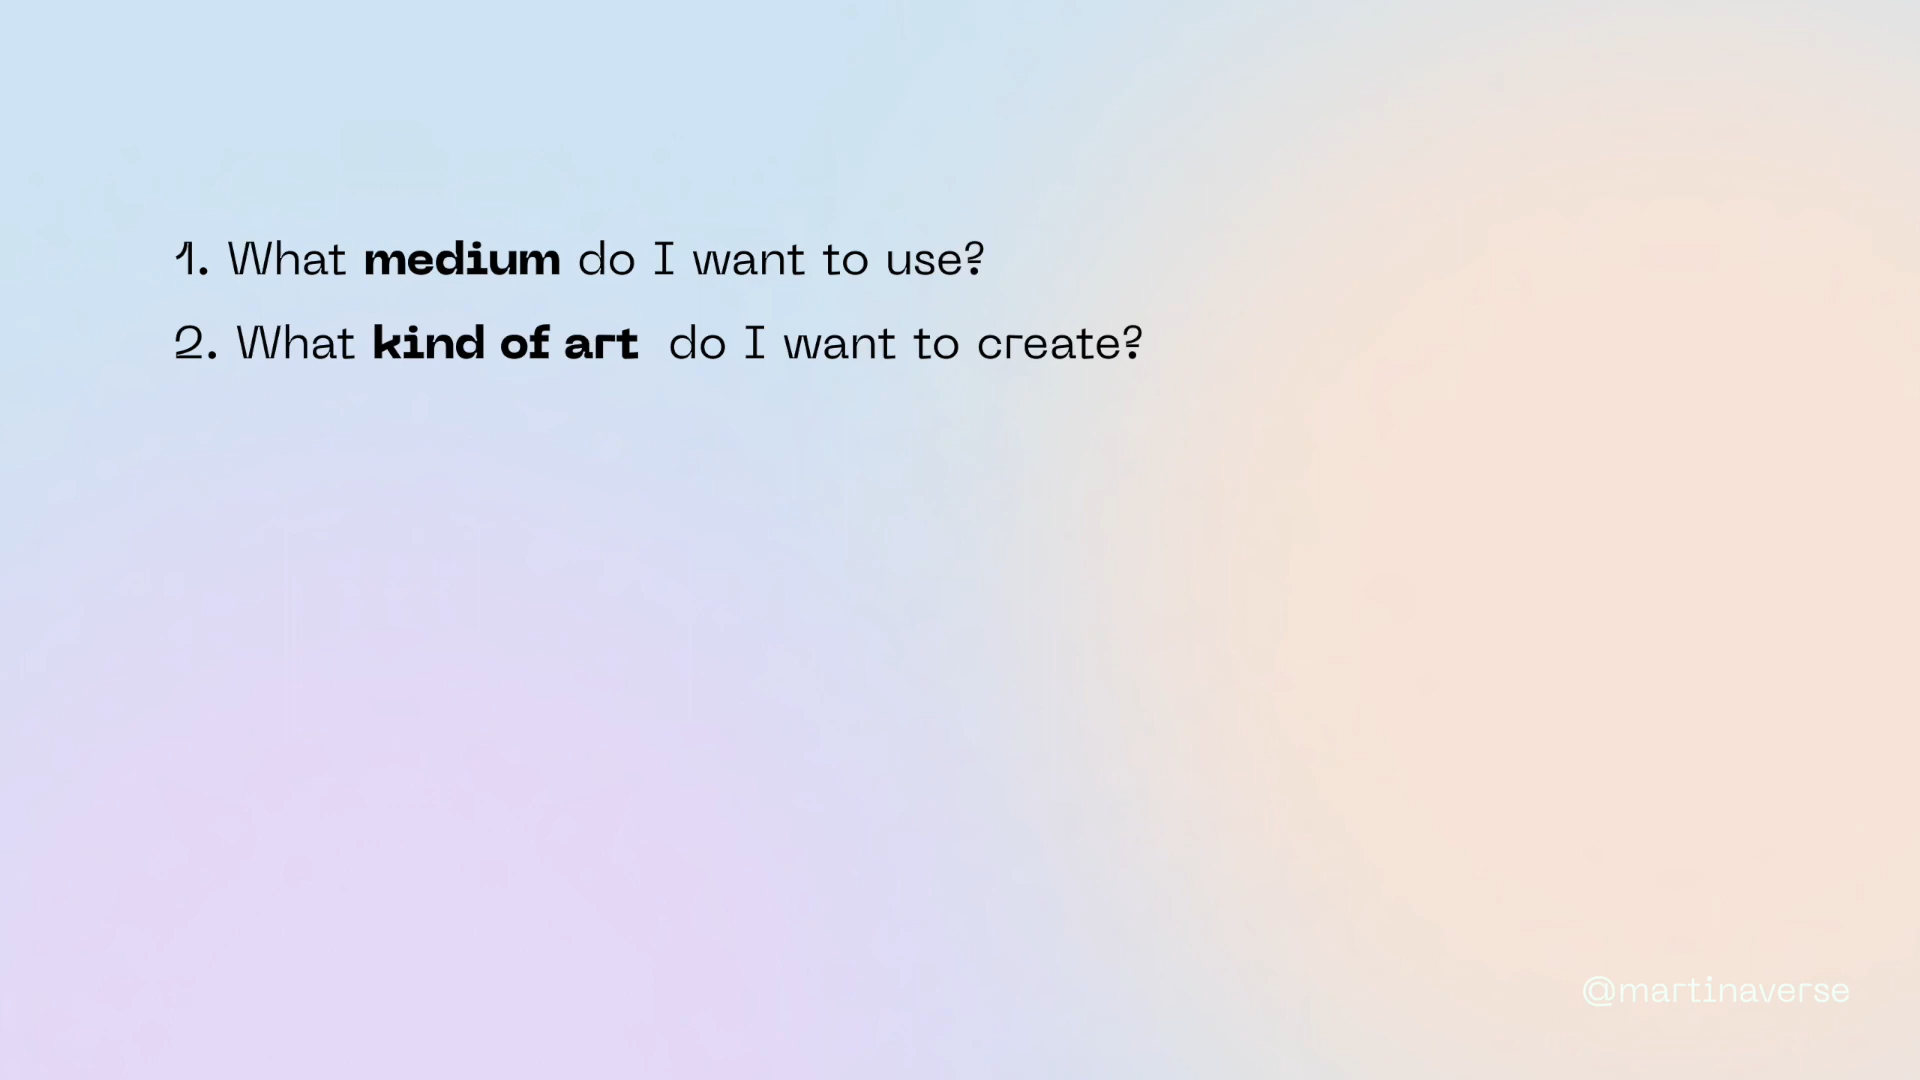 1. What medium do I want to use?
2. What kind of art do I want to create?
@martinaverse